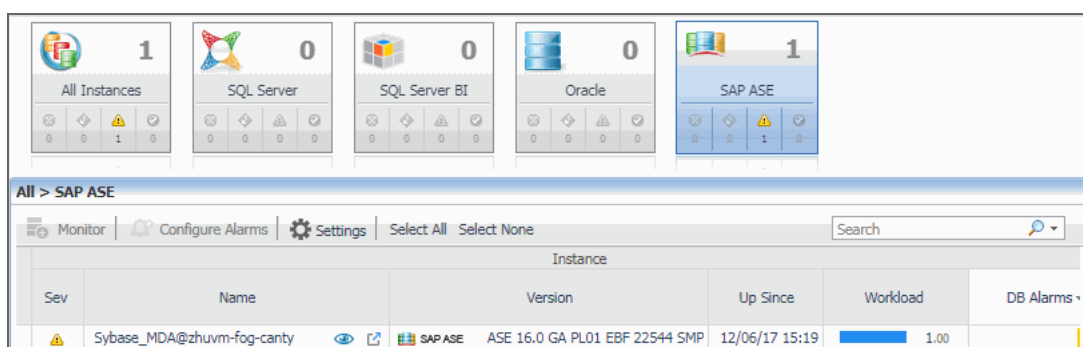 1 0 0 0 1
All Instances SQL Server SQL Server BI Oracle SAP ASE
0 0 1 0 0 0 0 0 0 0 0 0 0 0 0 0 0 0 1 0
All > SAP ASE
Monitor Configure Alarms Settings Select All Select None Search
Instance
Sev Name Version Up Since Workload DB Alarms
Sybase_MDA@zhuvm-fog-canty SAP ASE ASE 16.0 GA PL01 EBF 22544 SMP 12/06/17 15:19 1.00